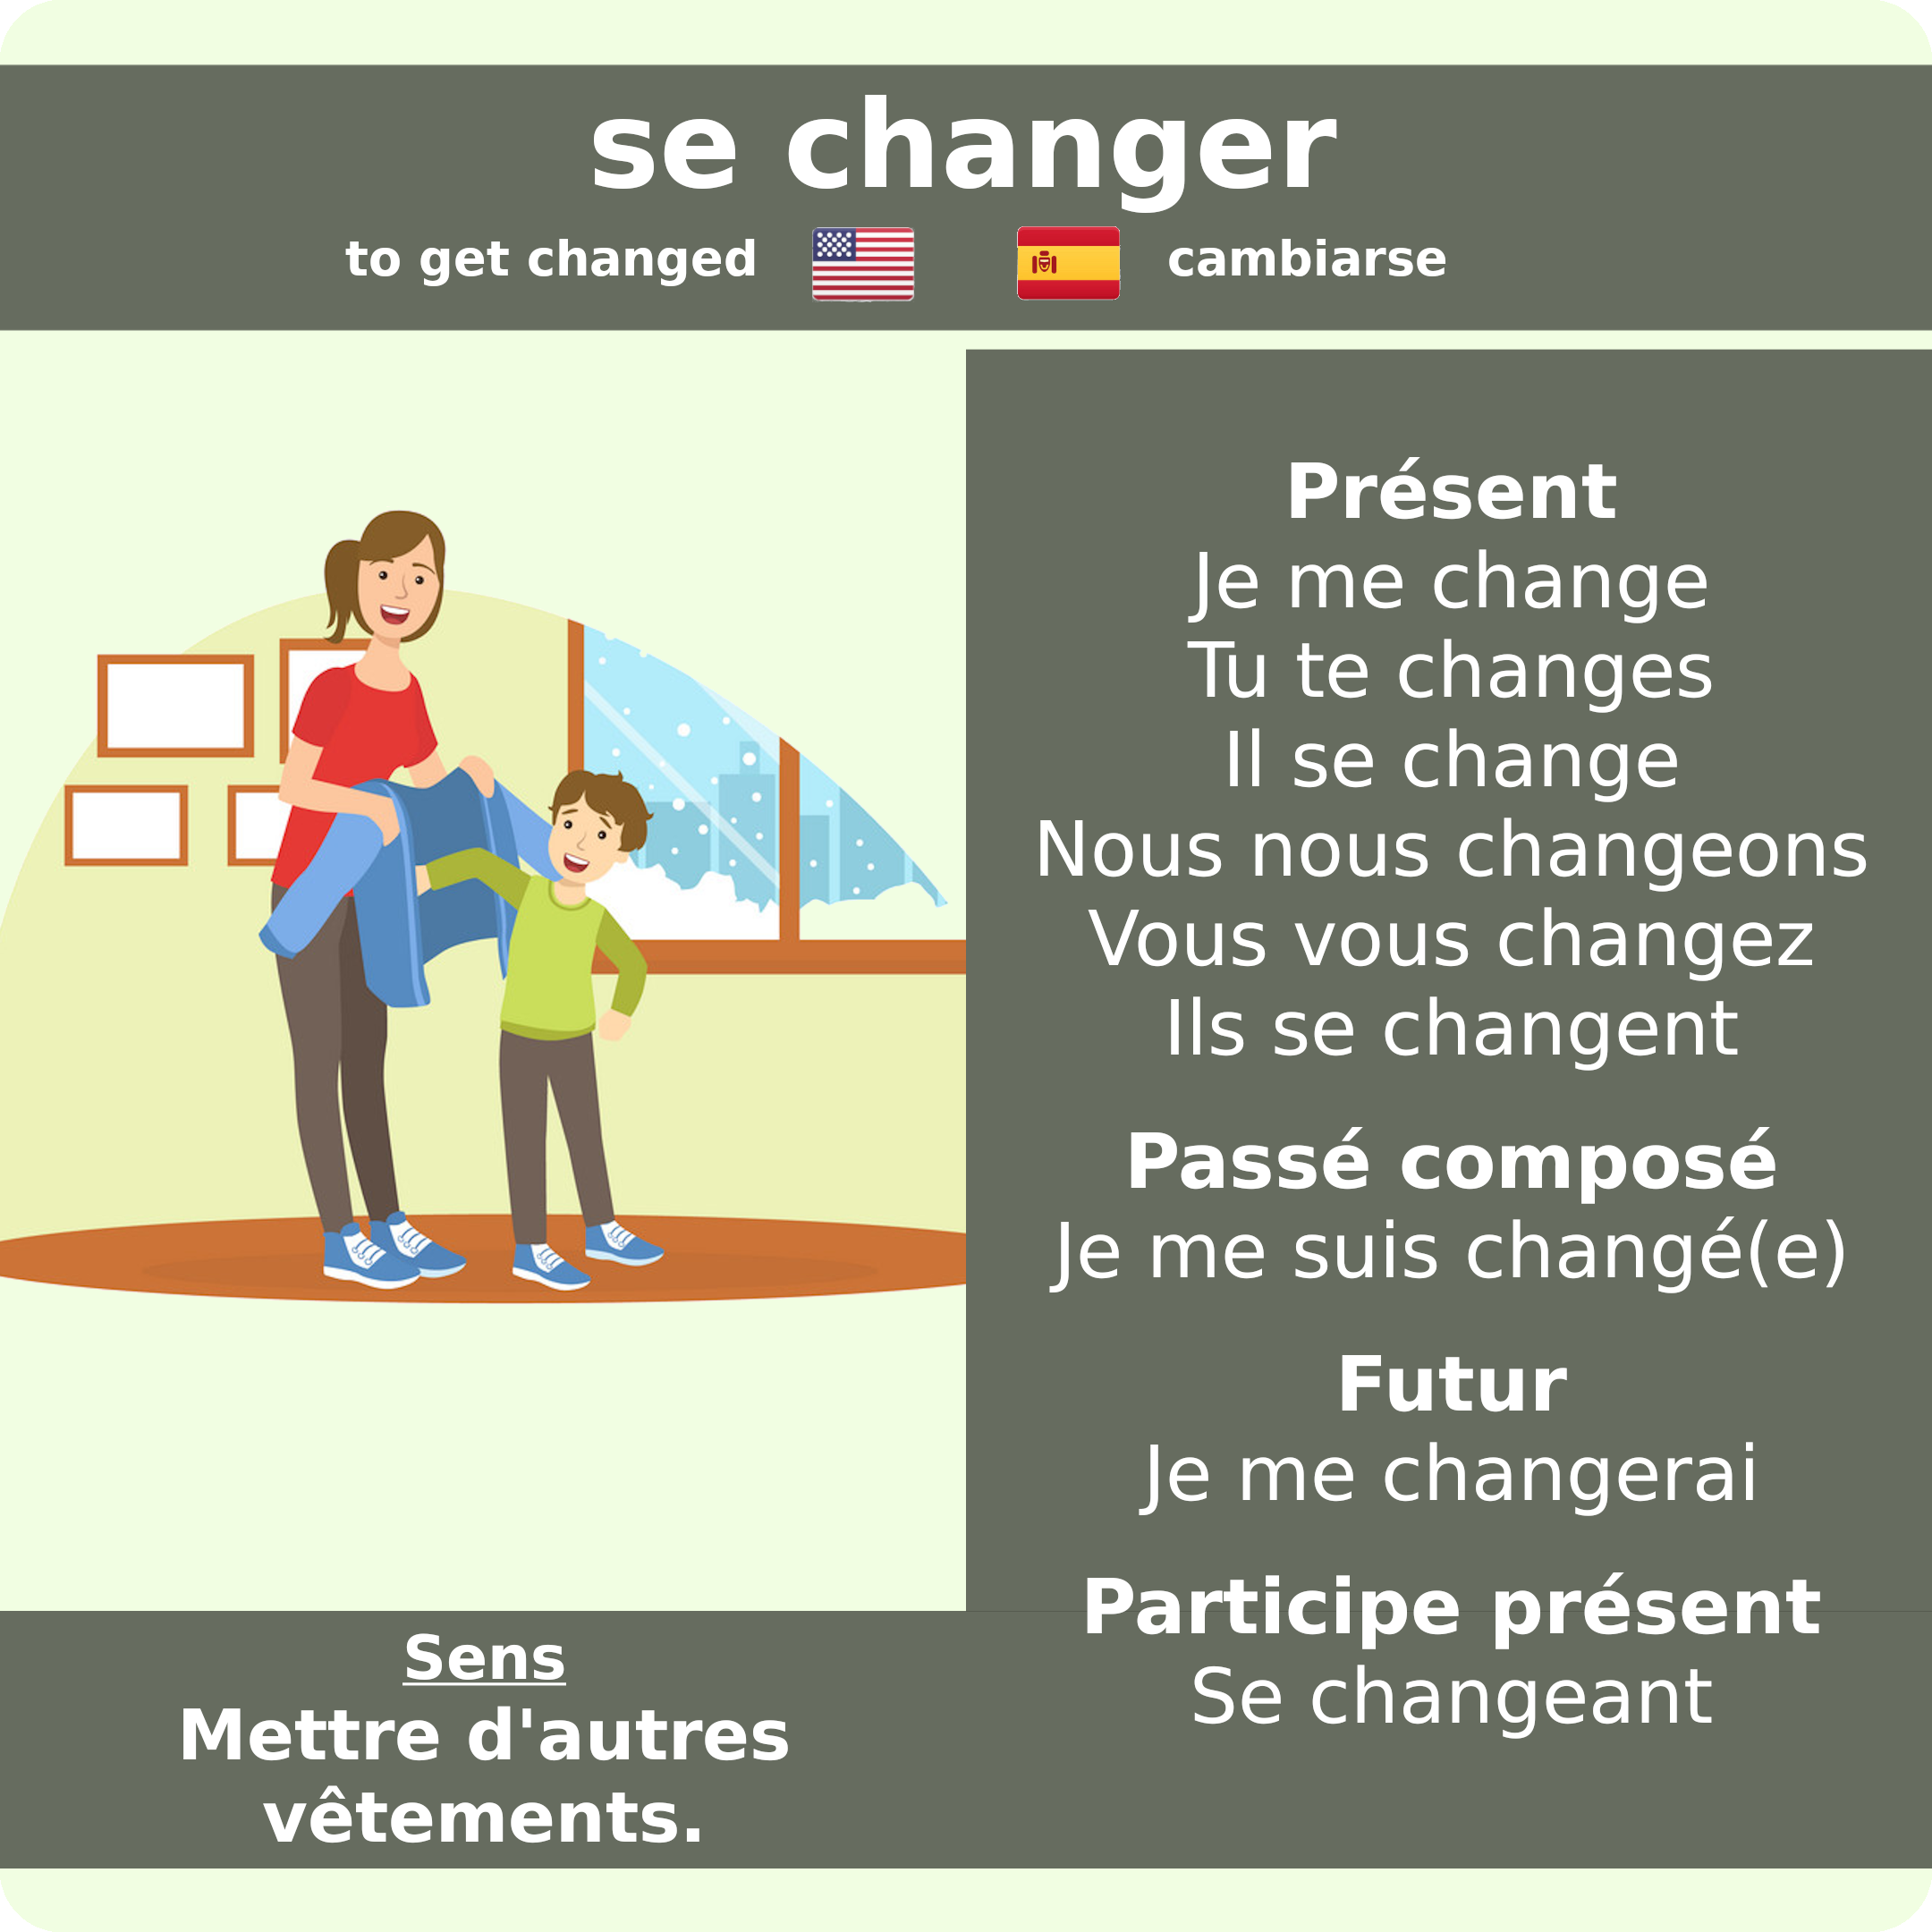 se changer
to get changed
cambiarse
Présent
Je me change
Tu te changes
Il se change
Nous nous changeons
Vous vous changez
Ils se changent
Passé composé
Je me suis changé(e)
Futur
Je me changerai
Participe présent
Se changeant
Sens
Mettre d'autres
vêtements.